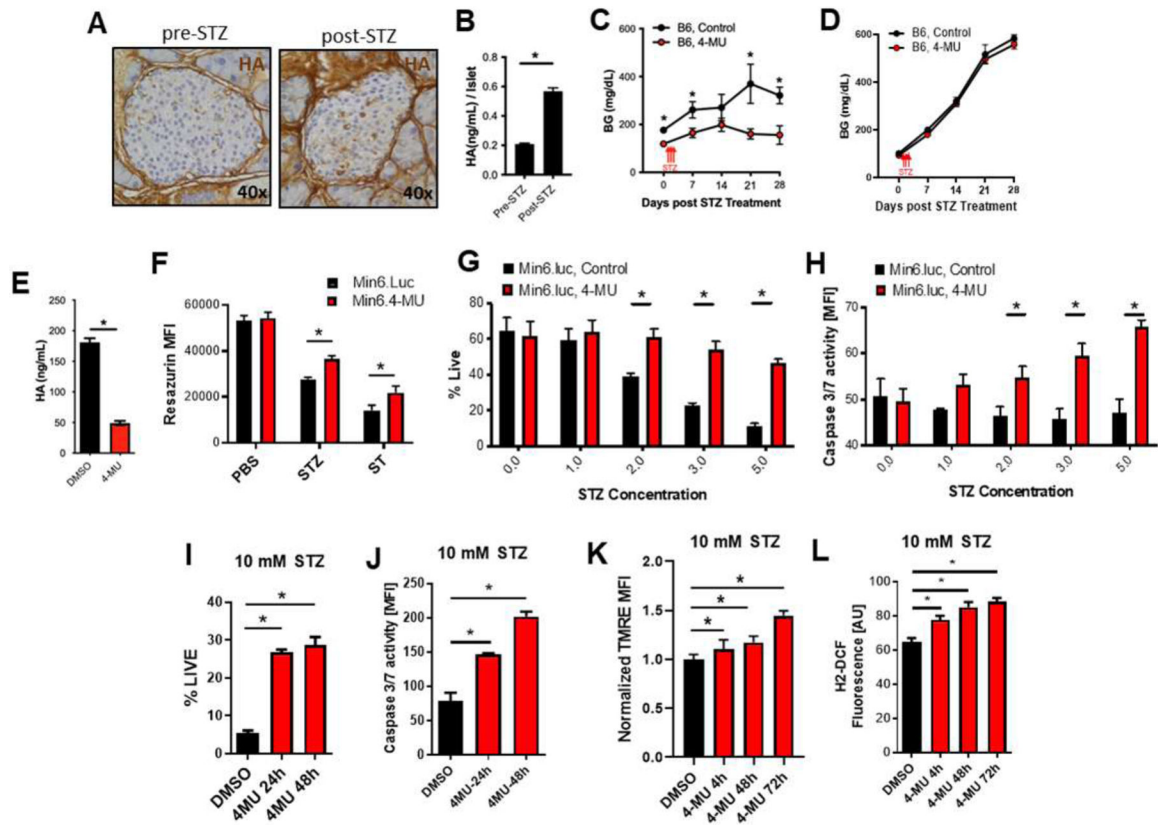 A
pre-STZ
post-STZ
HA
40x
HA
40x
B
HA(ng/mL) / Islet
0.8
0.6
0.4
0.2
0.0
*
Pre-STZ
Post-STZ
C
B6, Control
B6, 4-MU
BG (mg/dL)
600
400
200
0
* * * *
STZ
0 7 14 21 28
Days post STZ Treatment
D
B6, Control
B6, 4-MU
BG (mg/dL)
600
400
200
0
STZ
0 7 14 21 28
Days post STZ Treatment
E
HA (ng/mL)
250
200
150
100
50
0
*
DMSO
4-MU
F
Min6.Luc
Min6.4-MU
Resazurin MFI
60000
40000
20000
0
* *
PBS
STZ
ST
G
Min6.luc, Control
Min6.luc, 4-MU
% Live
80
60
40
20
0
* * *
0.0
1.0
2.0
3.0
5.0
STZ Concentration
H
Min6.luc, Control
Min6.luc, 4-MU
Caspase 3/7 activity [MFI]
70
60
50
40
* * *
0.0
1.0
2.0
3.0
5.0
STZ Concentration
I
10 mM STZ
% LIVE
40
30
20
10
0
*
*
DMSO
4MU 24h
4MU 48h
J
10 mM STZ
Caspase 3/7 activity [MFI]
250
200
150
100
50
0
*
*
DMSO
4MU-24h
4MU-48h
K
10 mM STZ
Normalized TMRE MFI
2.0
1.5
1.0
0.5
0.0
*
*
*
DMSO
4-MU 4h
4-MU 48h
4-MU 72h
L
10 mM STZ
H2-DCF
Fluorescence [AU]
100
80
60
40
20
0
*
*
*
DMSO
4-MU 4h
4-MU 48h
4-MU 72h